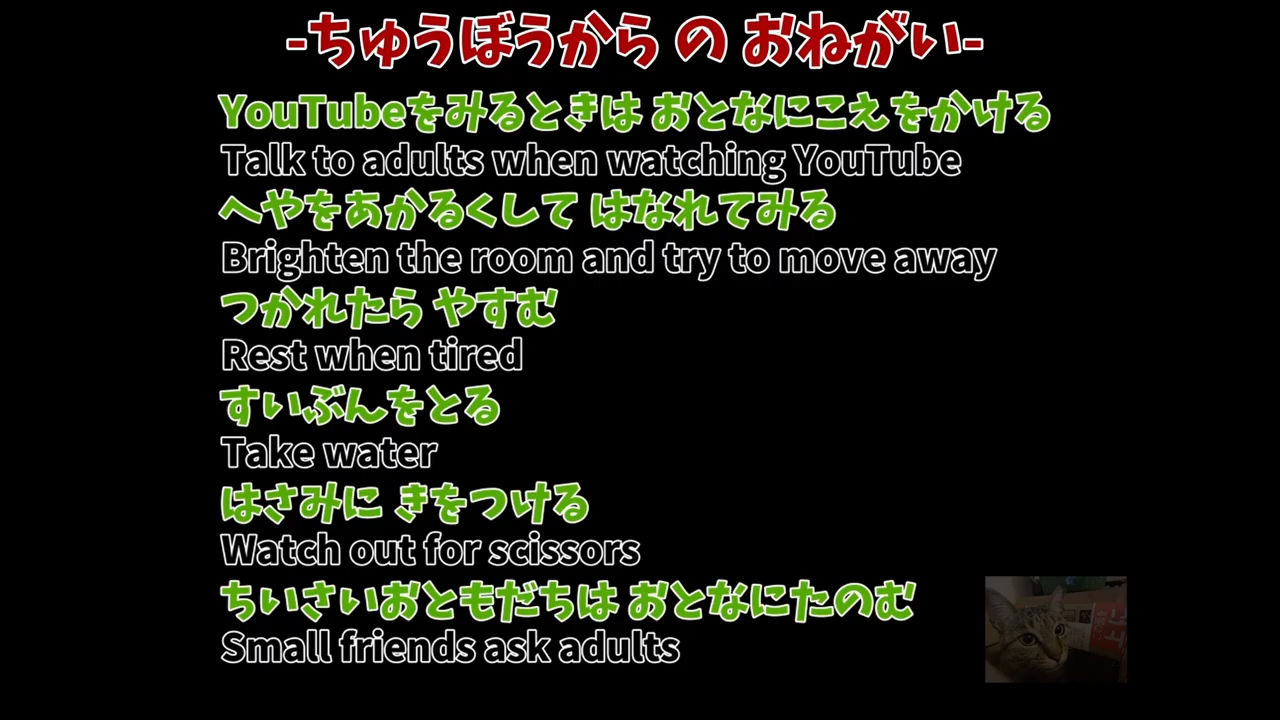 -ちゅうぼうから の おねがい-
YouTubeをみるときは おとなにこえをかける
Talk to adults when watching YouTube
へやをあかるくして はなれてみる
Brighten the room and try to move away
つかれたら やすむ
Rest when tired
すいぶんをとる
Take water
はさみに きをつける
Watch out for scissors
ちいさいおともだちは おとなにたのむ
Small friends ask adults